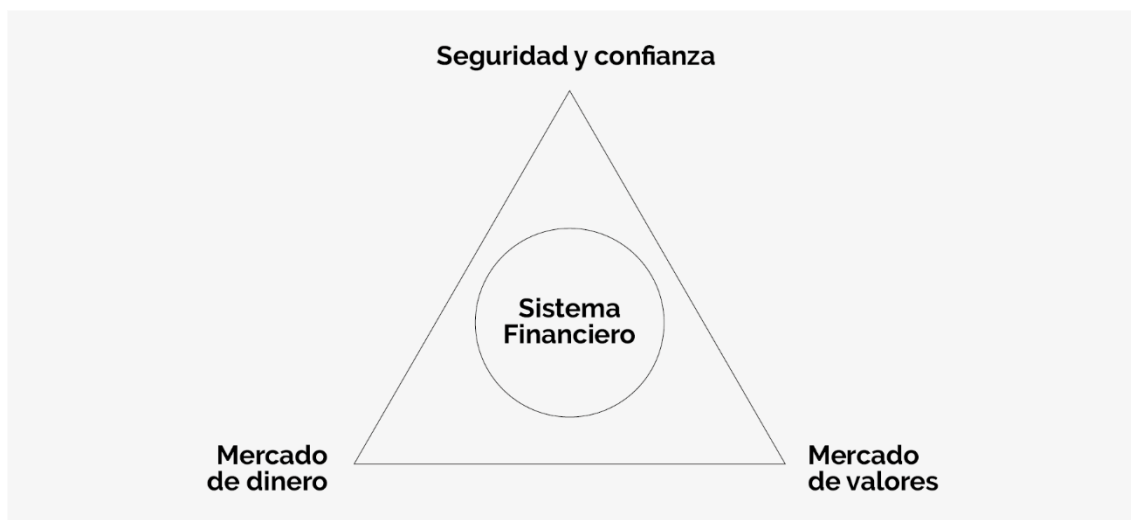 Seguridad y confianza
Sistema
Financiero
Mercado
de dinero
Mercado
de valores